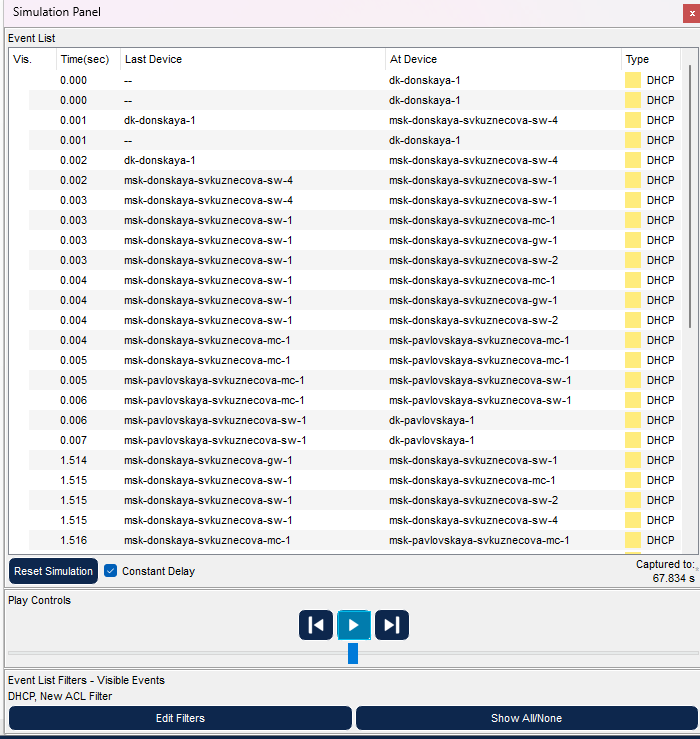 Simulation Panel
x
Event List
Vis. Time(sec) Last Device At Device Type
0.000 -- dk-donskaya-1 DHCP
0.000 -- dk-donskaya-1 DHCP
0.001 dk-donskaya-1 msk-donskaya-svkuznecova-sw-4 DHCP
0.001 -- dk-donskaya-1 DHCP
0.002 dk-donskaya-1 msk-donskaya-svkuznecova-sw-4 DHCP
0.002 msk-donskaya-svkuznecova-sw-4 msk-donskaya-svkuznecova-sw-1 DHCP
0.003 msk-donskaya-svkuznecova-sw-4 msk-donskaya-svkuznecova-sw-1 DHCP
0.003 msk-donskaya-svkuznecova-sw-1 msk-donskaya-svkuznecova-mc-1 DHCP
0.003 msk-donskaya-svkuznecova-sw-1 msk-donskaya-svkuznecova-gw-1 DHCP
0.003 msk-donskaya-svkuznecova-sw-1 msk-donskaya-svkuznecova-sw-2 DHCP
0.004 msk-donskaya-svkuznecova-sw-1 msk-donskaya-svkuznecova-mc-1 DHCP
0.004 msk-donskaya-svkuznecova-sw-1 msk-donskaya-svkuznecova-gw-1 DHCP
0.004 msk-donskaya-svkuznecova-sw-1 msk-donskaya-svkuznecova-sw-2 DHCP
0.004 msk-donskaya-svkuznecova-mc-1 msk-pavlovskaya-svkuznecova-mc-1 DHCP
0.005 msk-donskaya-svkuznecova-mc-1 msk-pavlovskaya-svkuznecova-mc-1 DHCP
0.005 msk-pavlovskaya-svkuznecova-mc-1 msk-pavlovskaya-svkuznecova-sw-1 DHCP
0.006 msk-pavlovskaya-svkuznecova-mc-1 msk-pavlovskaya-svkuznecova-sw-1 DHCP
0.006 msk-pavlovskaya-svkuznecova-sw-1 dk-pavlovskaya-1 DHCP
0.007 msk-pavlovskaya-svkuznecova-sw-1 dk-pavlovskaya-1 DHCP
1.514 msk-donskaya-svkuznecova-gw-1 msk-donskaya-svkuznecova-sw-1 DHCP
1.515 msk-donskaya-svkuznecova-sw-1 msk-donskaya-svkuznecova-mc-1 DHCP
1.515 msk-donskaya-svkuznecova-sw-1 msk-donskaya-svkuznecova-sw-2 DHCP
1.515 msk-donskaya-svkuznecova-sw-1 msk-donskaya-svkuznecova-sw-4 DHCP
1.516 msk-donskaya-svkuznecova-mc-1 msk-pavlovskaya-svkuznecova-mc-1 DHCP
Reset Simulation Constant Delay Captured to:
67.834 s
Play Controls
Event List Filters - Visible Events
DHCP, New ACL Filter
Edit Filters Show All/None